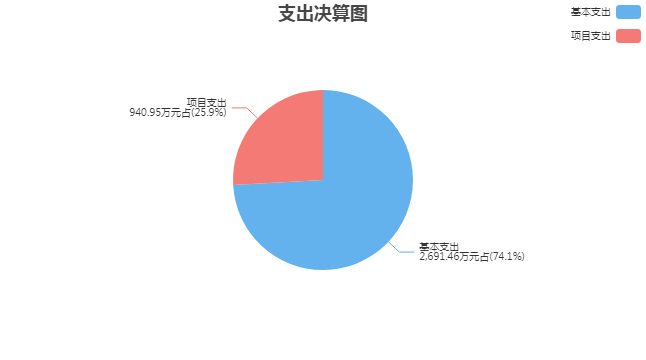 支出决算图
基本支出
项目支出
项目支出
940.95万元占(25.9%)
基本支出
2,691.46万元占(74.1%)